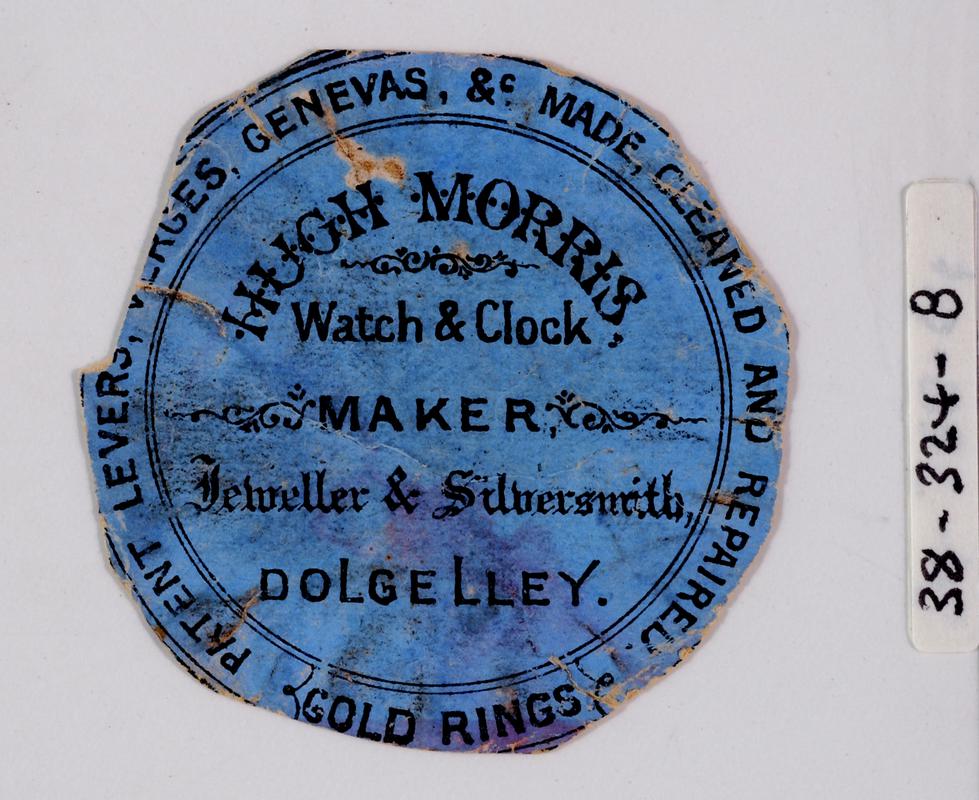 PATENT LEVERS, VERGES, GENEVAS, &c MADE, CLEANED AND REPAIRED.
HUGH MORRIS,
Watch & Clock
MAKER,
Jeweller & Silversmith,
DOLGELLEY.
GOLD RINGS
38-324-8